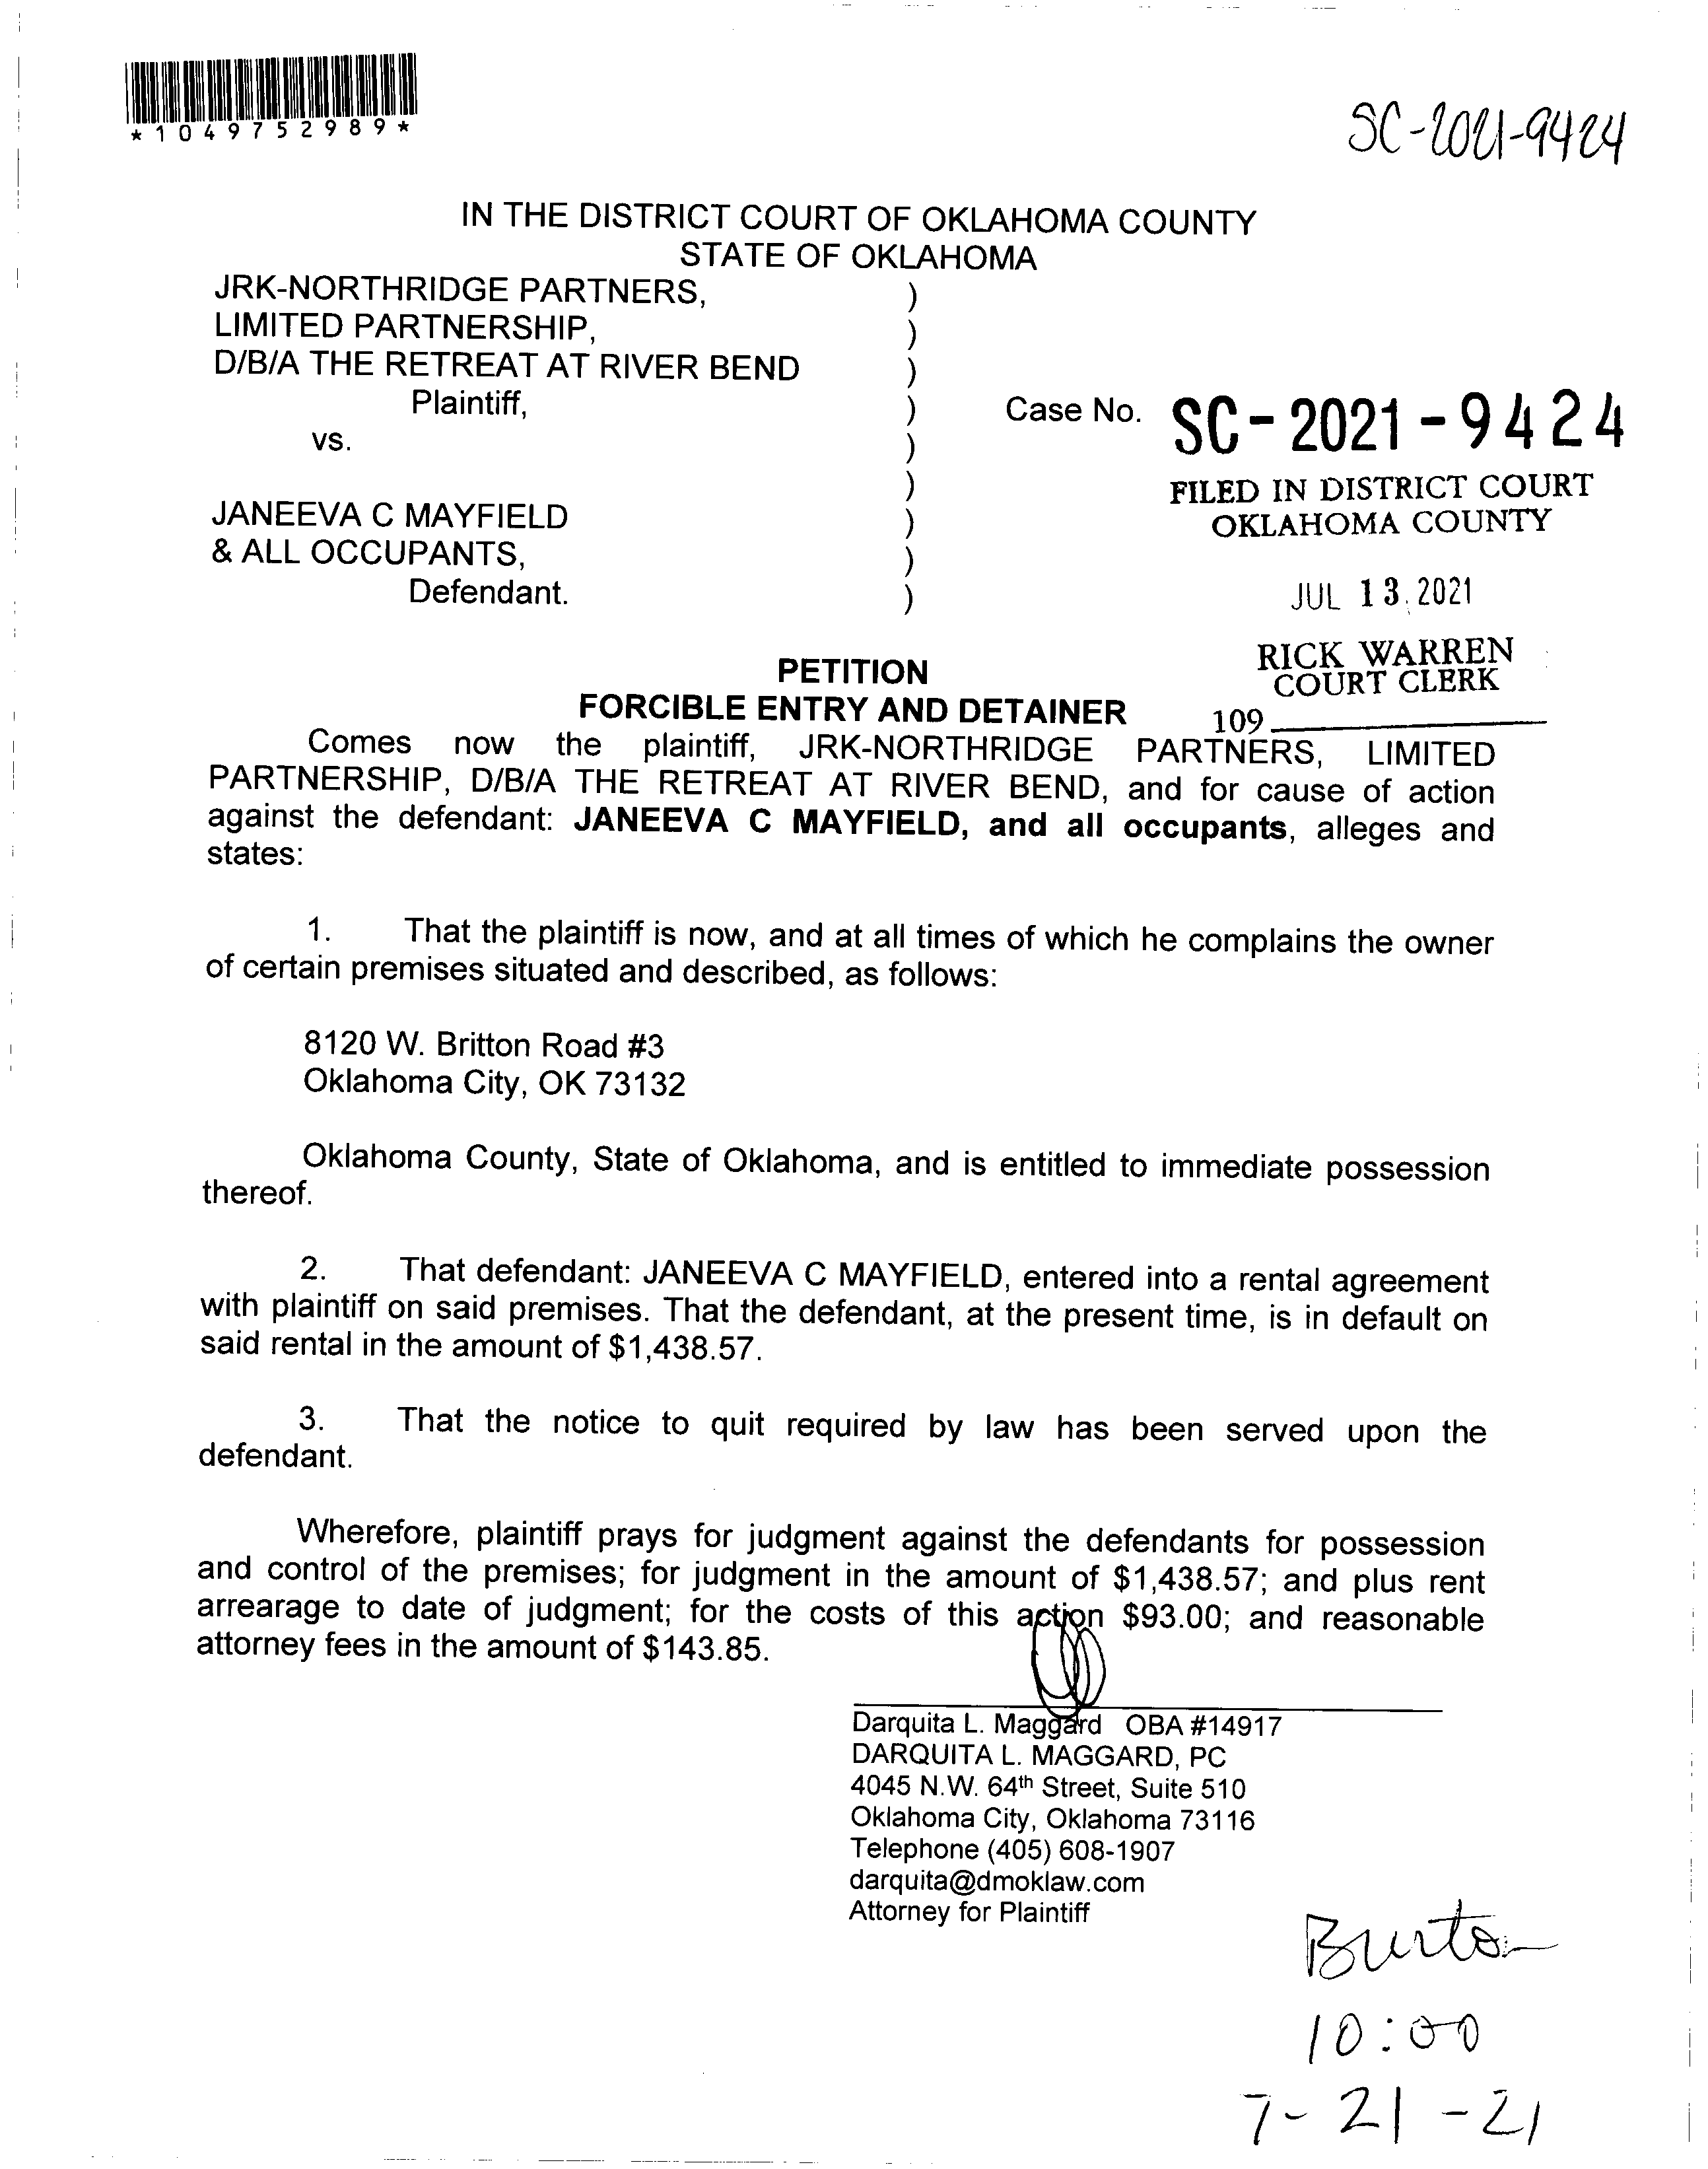 *1049752989*
SC-2021-9424
IN THE DISTRICT COURT OF OKLAHOMA COUNTY
STATE OF OKLAHOMA
JRK-NORTHRIDGE PARTNERS, )
LIMITED PARTNERSHIP, )
D/B/A THE RETREAT AT RIVER BEND )
Plaintiff, )
vs. )
)
JANEEVA C MAYFIELD )
& ALL OCCUPANTS, )
Defendant. )
Case No. SC-2021-9424
FILED IN DISTRICT COURT
OKLAHOMA COUNTY
JUL 13 2021
RICK WARREN
COURT CLERK
109
PETITION
FORCIBLE ENTRY AND DETAINER
Comes now the plaintiff, JRK-NORTHRIDGE PARTNERS, LIMITED
PARTNERSHIP, D/B/A THE RETREAT AT RIVER BEND, and for cause of action
against the defendant: JANEEVA C MAYFIELD, and all occupants, alleges and
states:
1. That the plaintiff is now, and at all times of which he complains the owner
of certain premises situated and described, as follows:
8120 W. Britton Road #3
Oklahoma City, OK 73132
Oklahoma County, State of Oklahoma, and is entitled to immediate possession
thereof.
2. That defendant: JANEEVA C MAYFIELD, entered into a rental agreement
with plaintiff on said premises. That the defendant, at the present time, is in default on
said rental in the amount of $1,438.57.
3. That the notice to quit required by law has been served upon the
defendant.
Wherefore, plaintiff prays for judgment against the defendants for possession
and control of the premises; for judgment in the amount of $1,438.57; and plus rent
arrearage to date of judgment; for the costs of this action $93.00; and reasonable
attorney fees in the amount of $143.85.
Darquita L. Maggard OBA #14917
DARQUITA L. MAGGARD, PC
4045 N.W. 64th Street, Suite 510
Oklahoma City, Oklahoma 73116
Telephone (405) 608-1907
darquita@dmoklaw.com
Attorney for Plaintiff
Burton
10:00
7-21-21